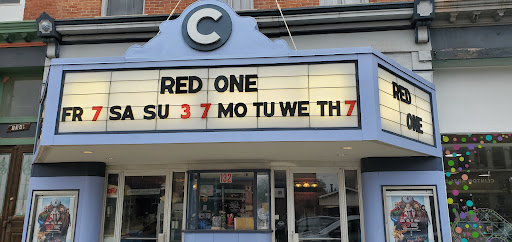 C
RED ONE
FR 7 SA SU 3 7 MO TU WE TH 7
RED
ONE